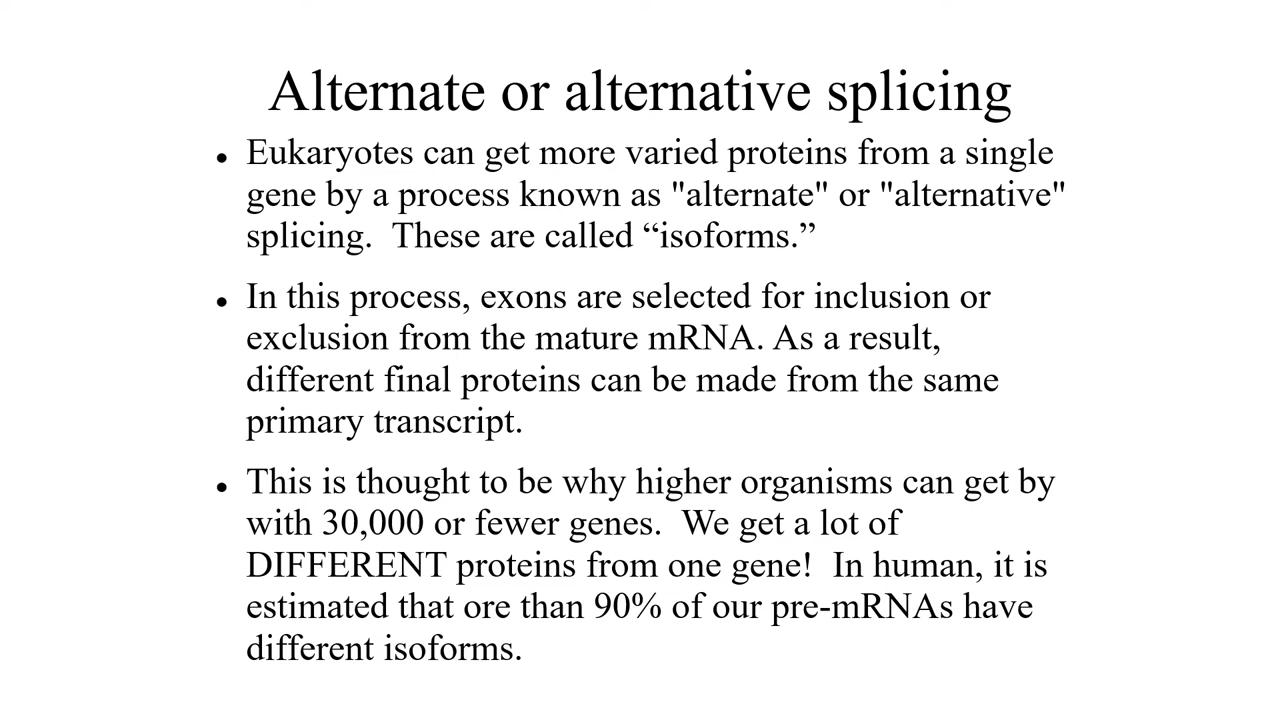 Alternate or alternative splicing
• Eukaryotes can get more varied proteins from a single
gene by a process known as "alternate" or "alternative"
splicing.  These are called “isoforms.”
• In this process, exons are selected for inclusion or
exclusion from the mature mRNA. As a result,
different final proteins can be made from the same
primary transcript.
• This is thought to be why higher organisms can get by
with 30,000 or fewer genes.  We get a lot of
DIFFERENT proteins from one gene!  In human, it is
estimated that ore than 90% of our pre-mRNAs have
different isoforms.